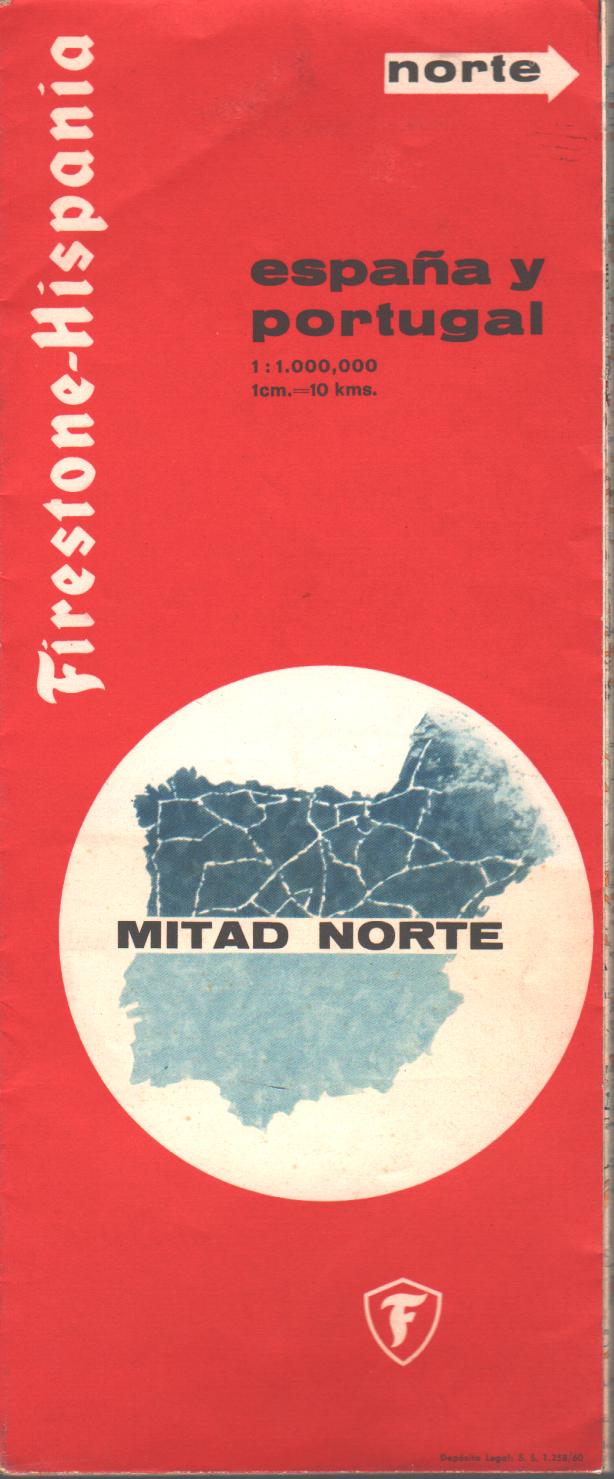 norte
Firestone-Hispania
españa y
portugal
1:1.000,000
1cm.=10 kms.
MITAD NORTE
F
Depósito Legal: S. S. 1.258/60